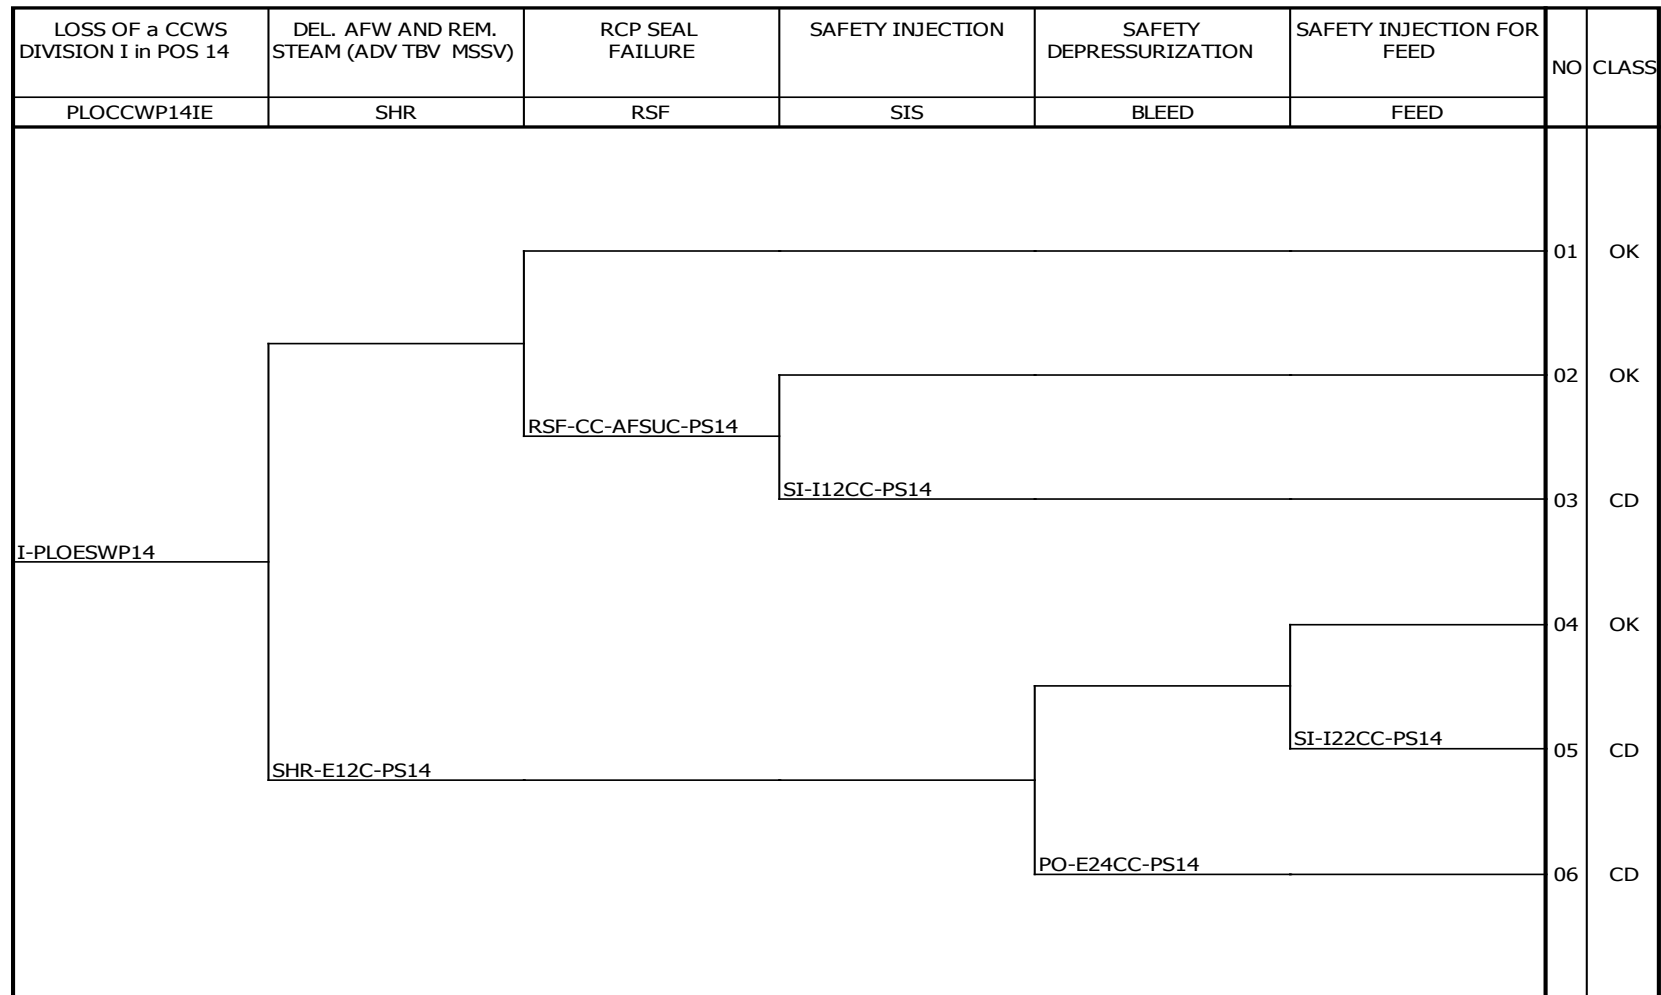 LOSS OF a CCWS
DIVISION I in POS 14
DEL. AFW AND REM.
STEAM (ADV TBV MSSV)
RCP SEAL
FAILURE
SAFETY INJECTION
SAFETY
DEPRESSURIZATION
SAFETY INJECTION FOR
FEED
NO
CLASS
PLOCCWP14IE
SHR
RSF
SIS
BLEED
FEED
01 OK
02 OK
RSF-CC-AFSUC-PS14
SI-I12CC-PS14
03 CD
I-PLOESWP14
04 OK
SI-I22CC-PS14
05 CD
SHR-E12C-PS14
PO-E24CC-PS14
06 CD